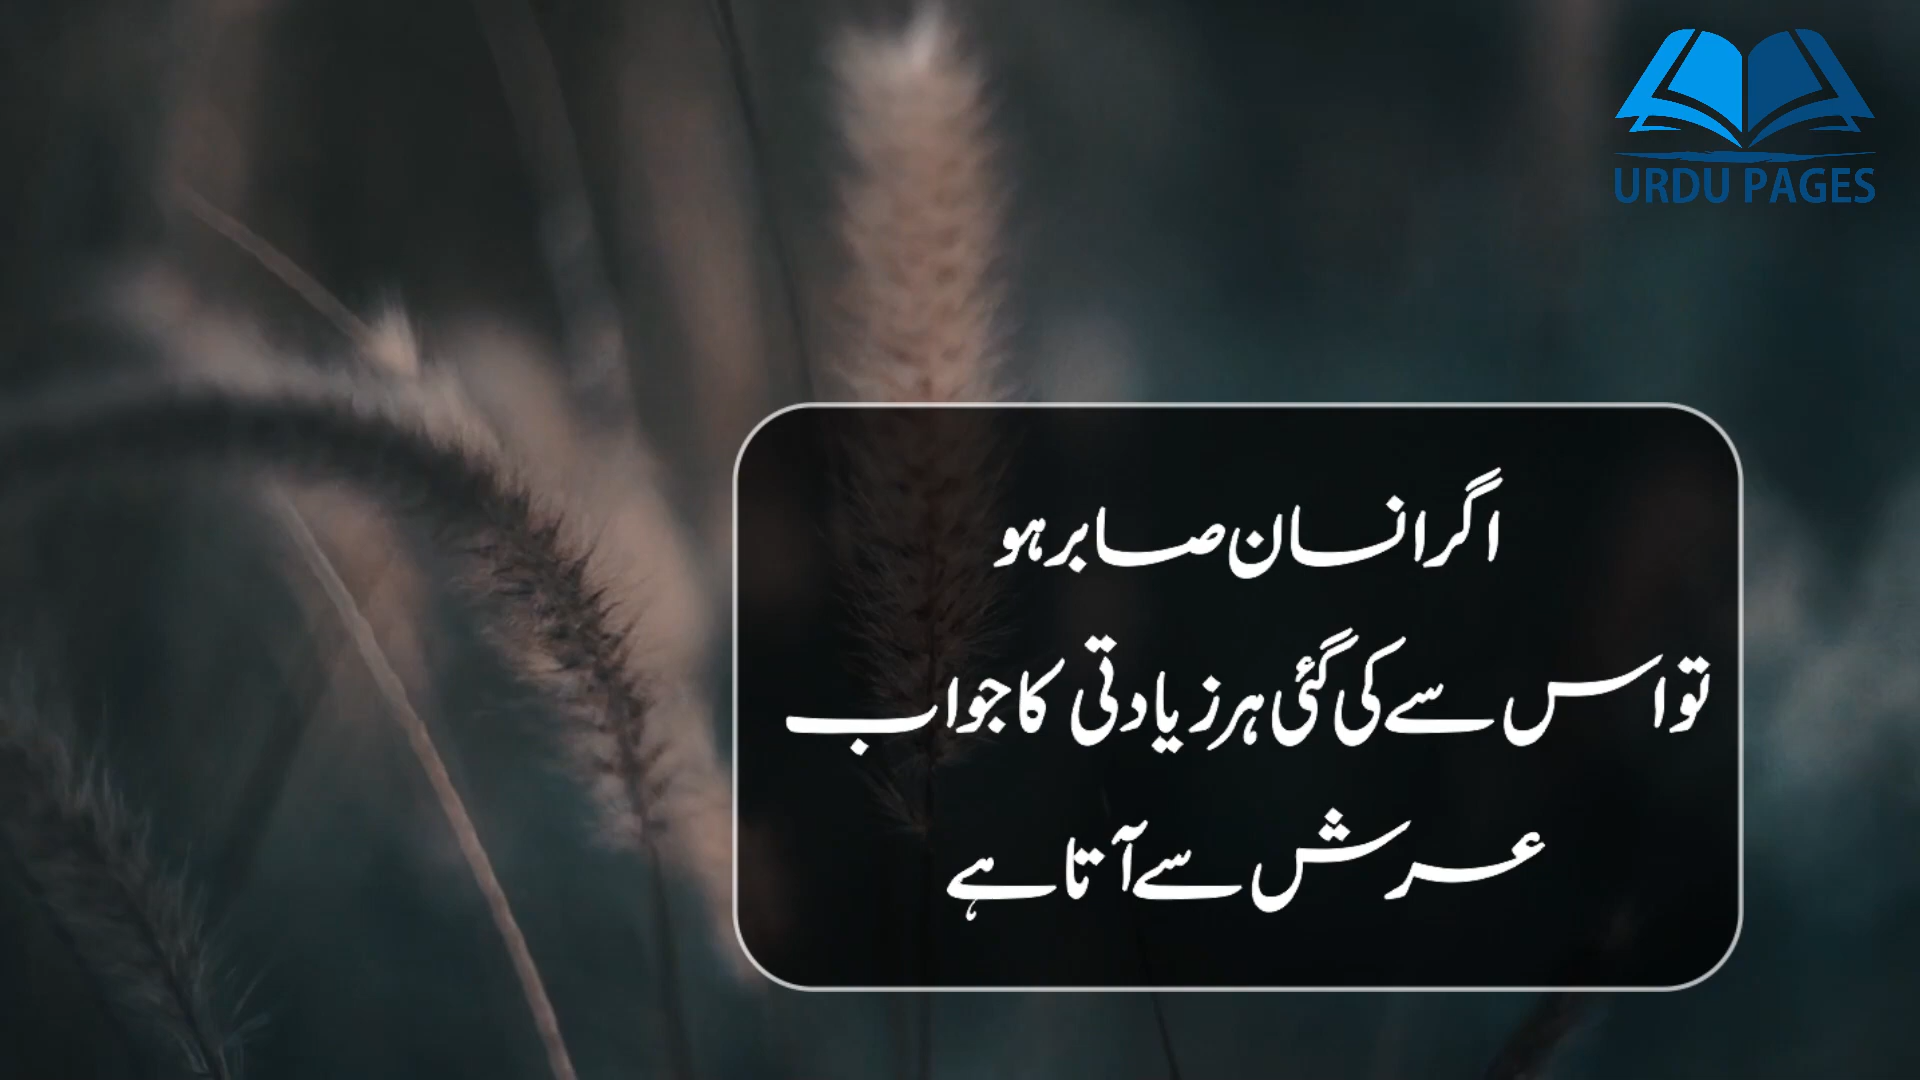 URDU PAGES
اگر انسان صابر ہو
تو اس سے کی گئی ہر زیادتی کا جواب
عرش سے آتا ہے